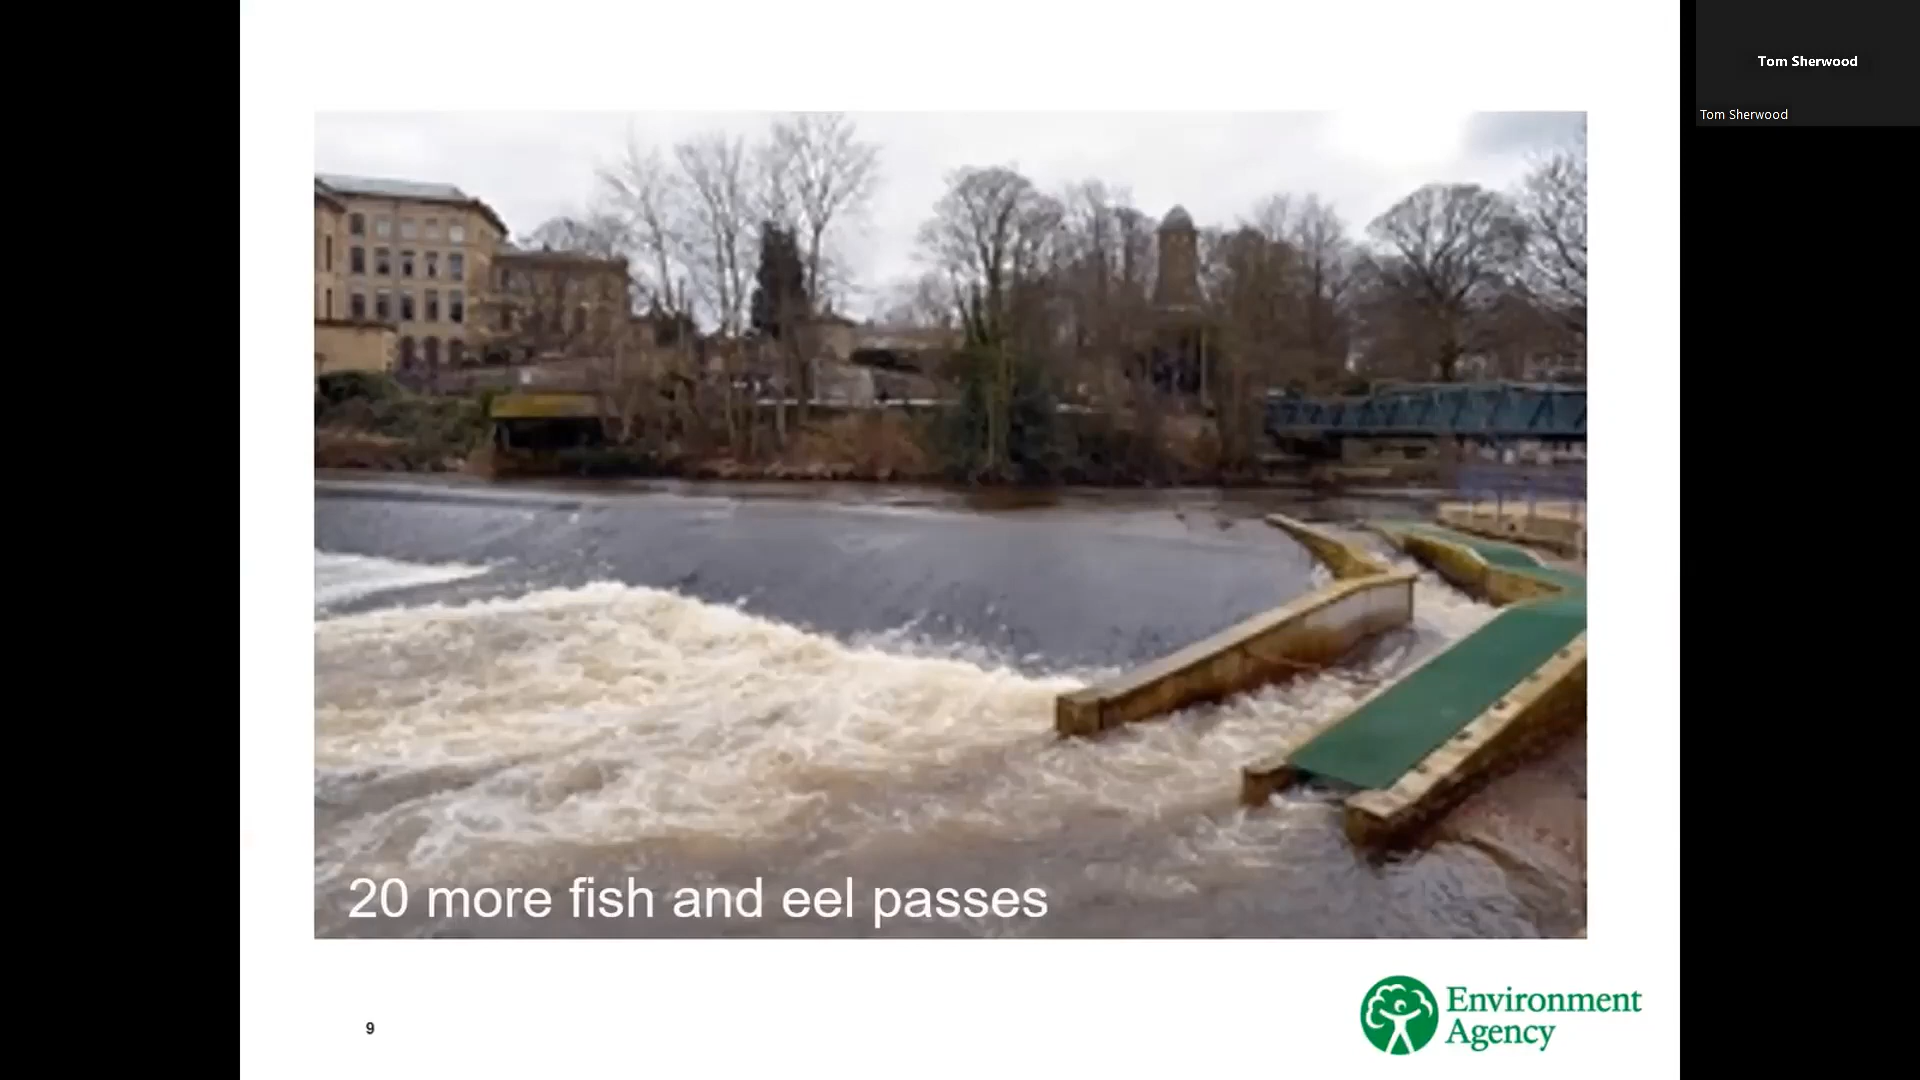 Tom Sherwood
Tom Sherwood
20 more fish and eel passes
9
Environment
Agency